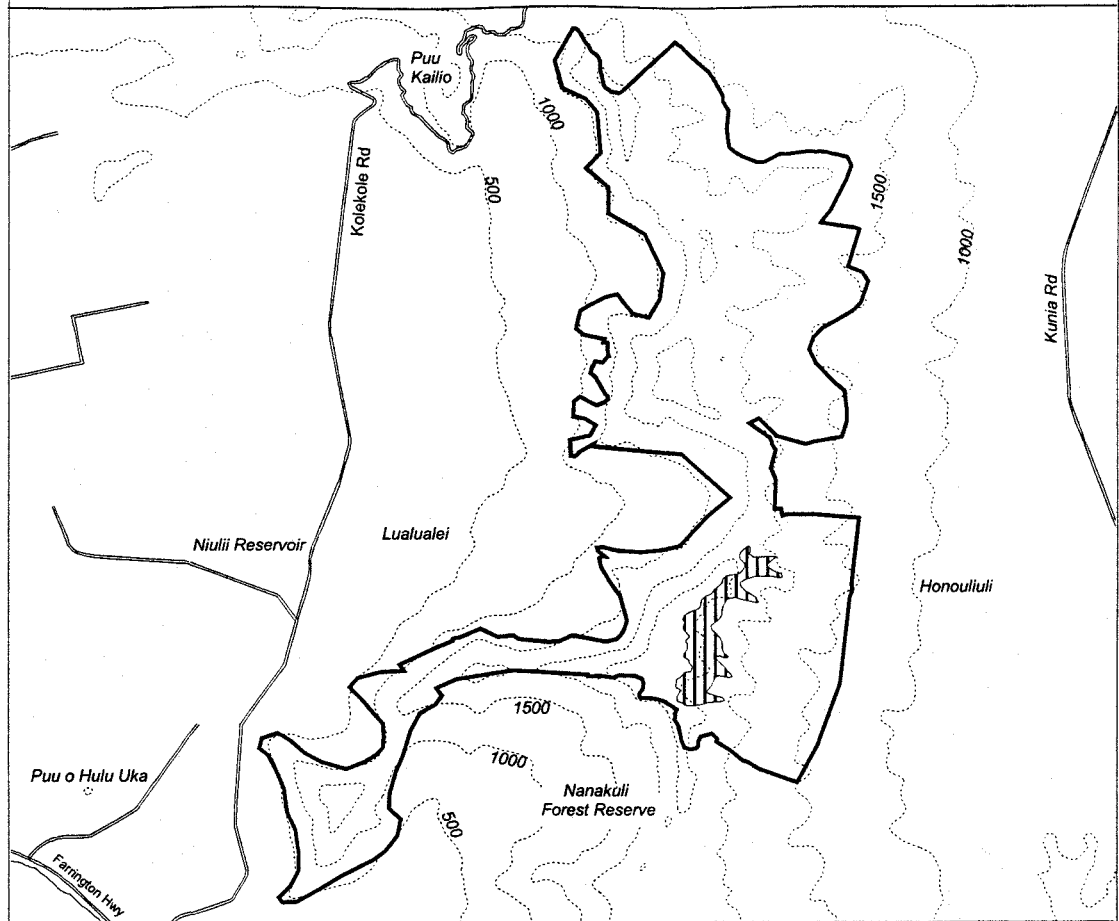 Puu
Kailio
1000
Kolekole Rd
500
1500
1000
Kunia Rd
Niulii Reservoir
Lualualei
Honouliuli
1500
1000
Puu o Hulu Uka
Nanakuli
Forest Reserve
500
Farrington Hwy